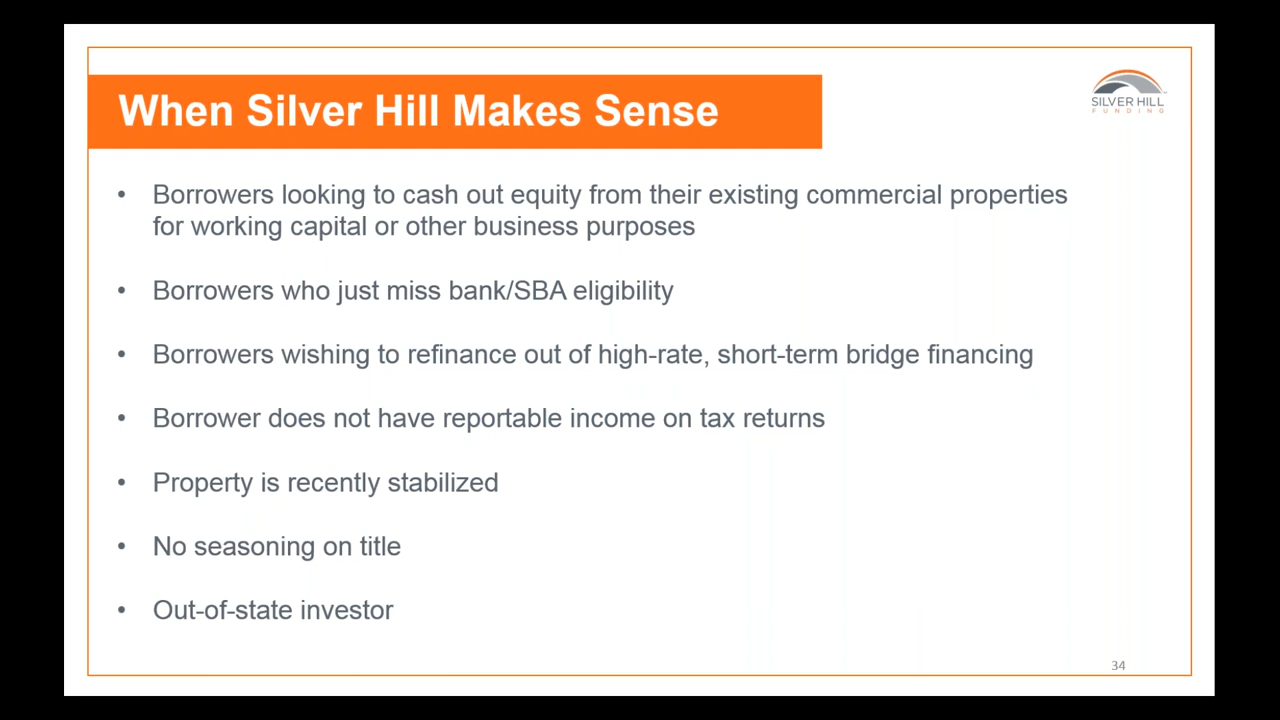 When Silver Hill Makes Sense
SILVER HILL
FUNDING
• Borrowers looking to cash out equity from their existing commercial properties
for working capital or other business purposes
• Borrowers who just miss bank/SBA eligibility
• Borrowers wishing to refinance out of high-rate, short-term bridge financing
• Borrower does not have reportable income on tax returns
• Property is recently stabilized
• No seasoning on title
• Out-of-state investor
34